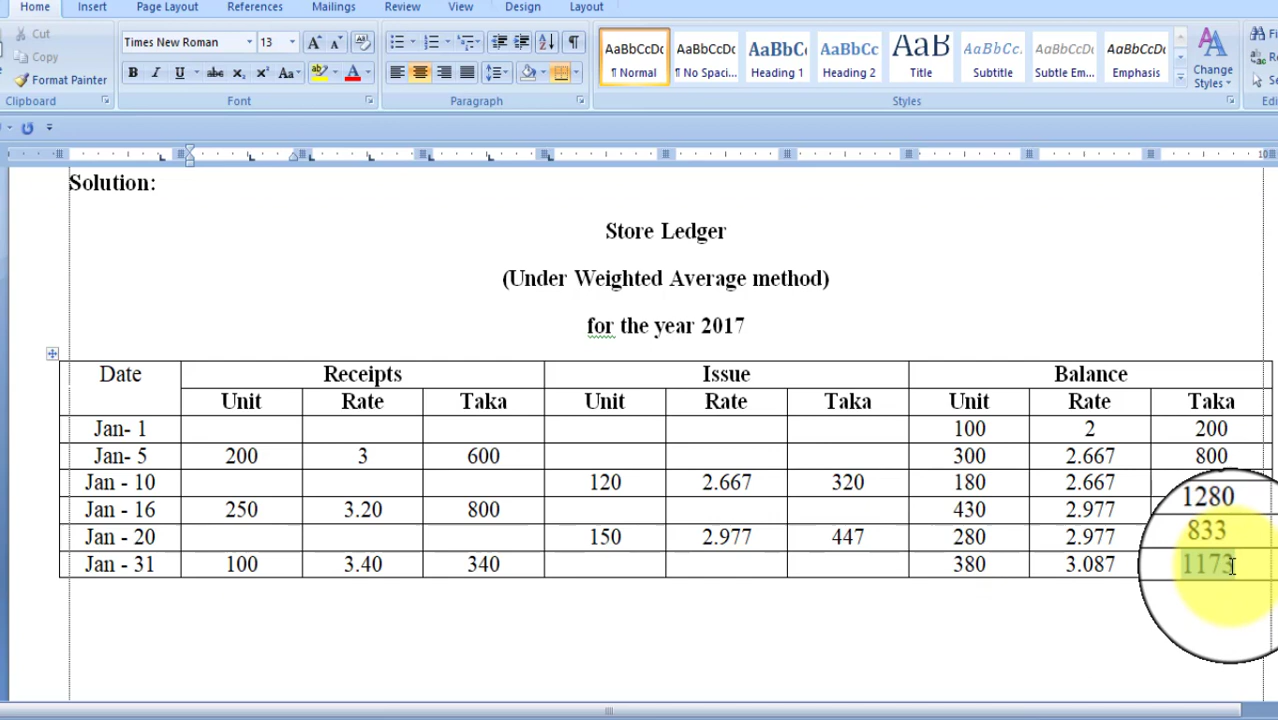 Home Insert Page Layout References Mailings Review View Design Layout
Cut
Copy
Format Painter
Clipboard
Times New Roman 13
B I U abc x₂ x² Aa
Font
Paragraph
AaBbCcDc AaBbCcDc AaBbCc AaBbCc AaB AaBbCc. AaBbCcDc AaBbCcDc
¶ Normal ¶ No Spaci... Heading 1 Heading 2 Title Subtitle Subtle Em... Emphasis
Change
Styles
Styles
Solution:
Store Ledger
(Under Weighted Average method)
for the year 2017
Date Receipts Issue Balance
Unit Rate Taka Unit Rate Taka Unit Rate Taka
Jan- 1 100 2 200
Jan- 5 200 3 600 300 2.667 800
Jan - 10 120 2.667 320 180 2.667
Jan - 16 250 3.20 800 430 2.977 1280
Jan - 20 150 2.977 447 280 2.977 833
Jan - 31 100 3.40 340 380 3.087 1173